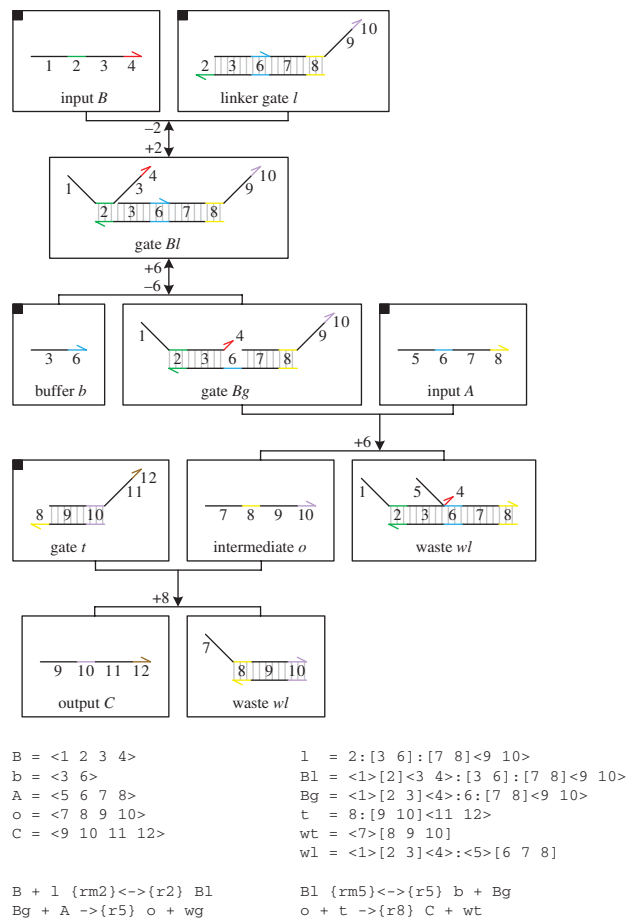 1 2 3 4
input B
2 3 6 7 8 9 10
linker gate l
–2
+2
1 2 3 4 3 6 7 8 9 10
gate Bl
+6
–6
3 6
buffer b
1 2 3 4 6 7 8 9 10
gate Bg
5 6 7 8
input A
+6
8 9 10 11 12
gate t
7 8 9 10
intermediate o
1 2 3 5 4 6 7 8
waste wl
+8
9 10 11 12
output C
7 8 9 10
waste wl
B = <1 2 3 4>
b = <3 6>
A = <5 6 7 8>
o = <7 8 9 10>
C = <9 10 11 12>
l = 2:[3 6]:[7 8]<9 10>
Bl = <1>[2]<3 4>:[3 6]:[7 8]<9 10>
Bg = <1>[2 3]<4>:6:[7 8]<9 10>
t = 8:[9 10]<11 12>
wt = <7>[8 9 10]
wl = <1>[2 3]<4>:<5>[6 7 8]
B + l {rm2}<->{r2} Bl
Bg + A ->{r5} o + wg
Bl {rm5}<->{r5} b + Bg
o + t ->{r8} C + wt